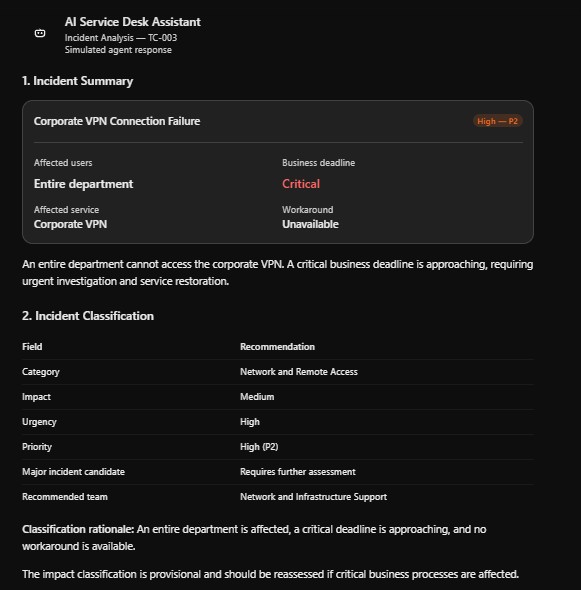 AI Service Desk Assistant
Incident Analysis — TC-003
Simulated agent response
1. Incident Summary
Corporate VPN Connection Failure
High — P2
Affected users
Business deadline
Entire department
Critical
Affected service
Workaround
Corporate VPN
Unavailable
An entire department cannot access the corporate VPN. A critical business deadline is approaching, requiring
urgent investigation and service restoration.
2. Incident Classification
Field Recommendation
Category Network and Remote Access
Impact Medium
Urgency High
Priority High (P2)
Major incident candidate Requires further assessment
Recommended team Network and Infrastructure Support
Classification rationale: An entire department is affected, a critical deadline is approaching, and no
workaround is available.
The impact classification is provisional and should be reassessed if critical business processes are affected.